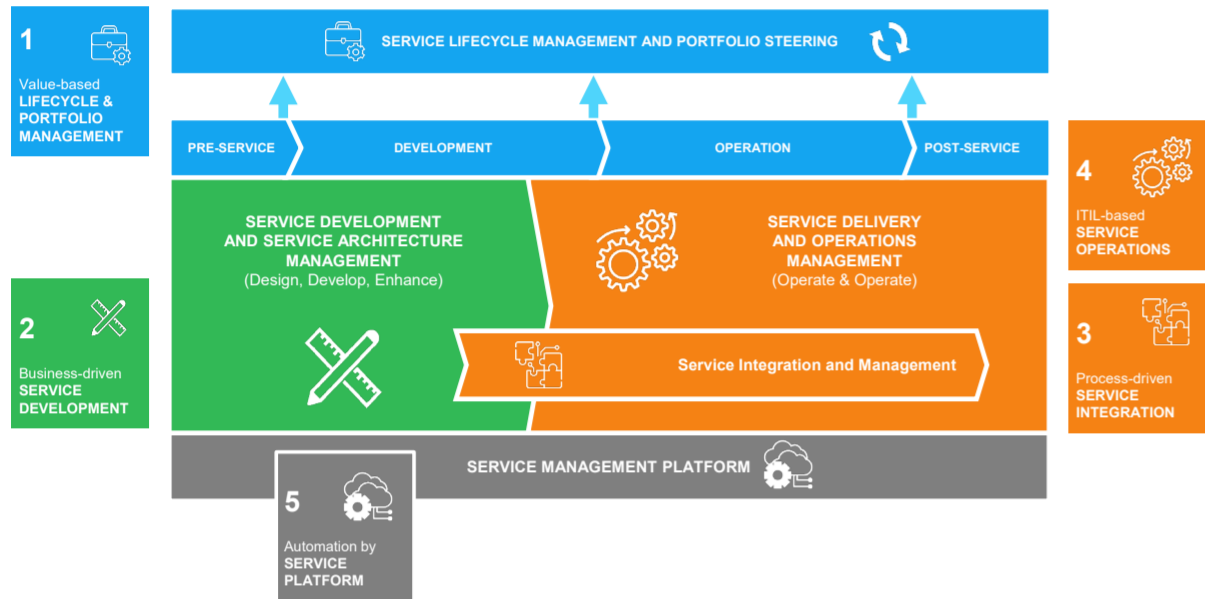 1
Value-based
LIFECYCLE &
PORTFOLIO
MANAGEMENT
SERVICE LIFECYCLE MANAGEMENT AND PORTFOLIO STEERING
PRE-SERVICE
DEVELOPMENT
OPERATION
POST-SERVICE
SERVICE DEVELOPMENT
AND SERVICE ARCHITECTURE
MANAGEMENT
(Design, Develop, Enhance)
SERVICE DELIVERY
AND OPERATIONS
MANAGEMENT
(Operate & Operate)
4
ITIL-based
SERVICE
OPERATIONS
2
Business-driven
SERVICE
DEVELOPMENT
Service Integration and Management
3
Process-driven
SERVICE
INTEGRATION
SERVICE MANAGEMENT PLATFORM
5
Automation by
SERVICE
PLATFORM